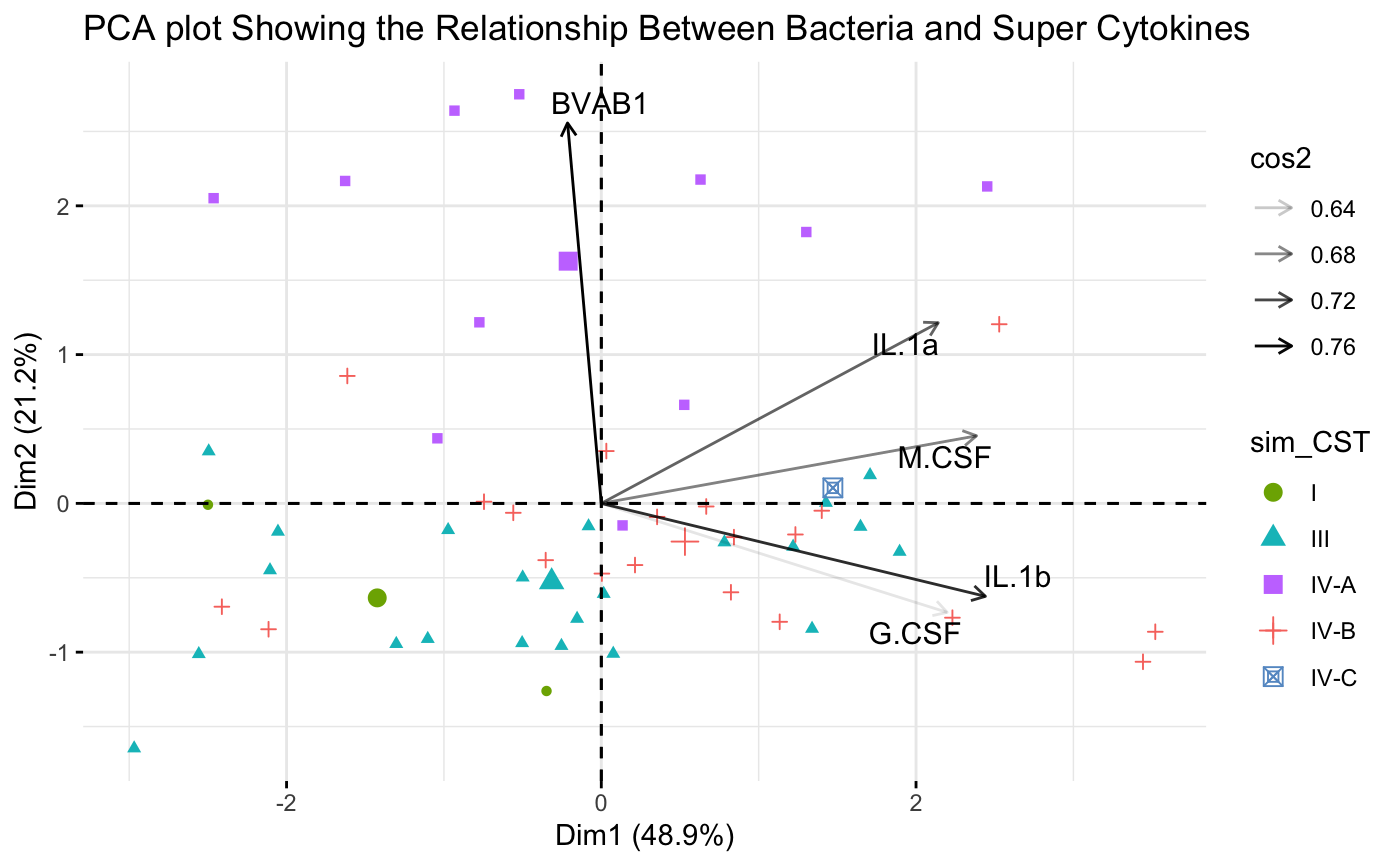 PCA plot Showing the Relationship Between Bacteria and Super Cytokines
BVAB1
IL.1a
M.CSF
IL.1b
G.CSF
Dim2 (21.2%)
2
1
0
-1
-2
0
2
Dim1 (48.9%)
cos2
0.64
0.68
0.72
0.76
sim_CST
I
III
IV-A
IV-B
IV-C